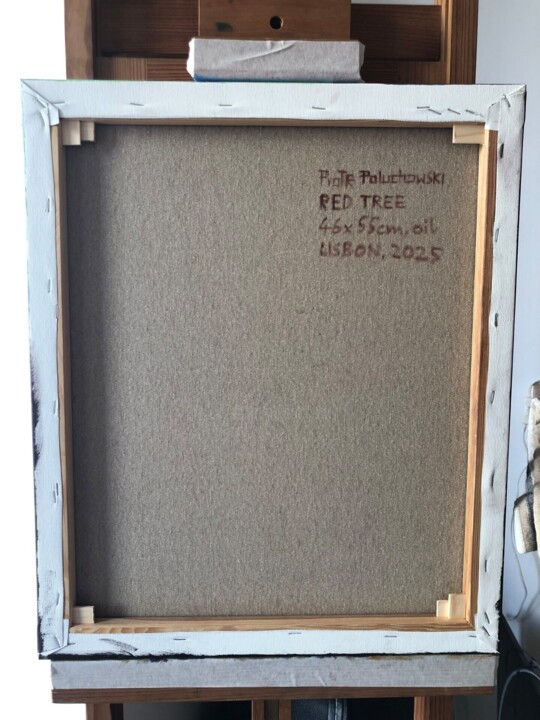 Piotr Paluchowski
RED TREE
46x55cm, oil
LISBON, 2025